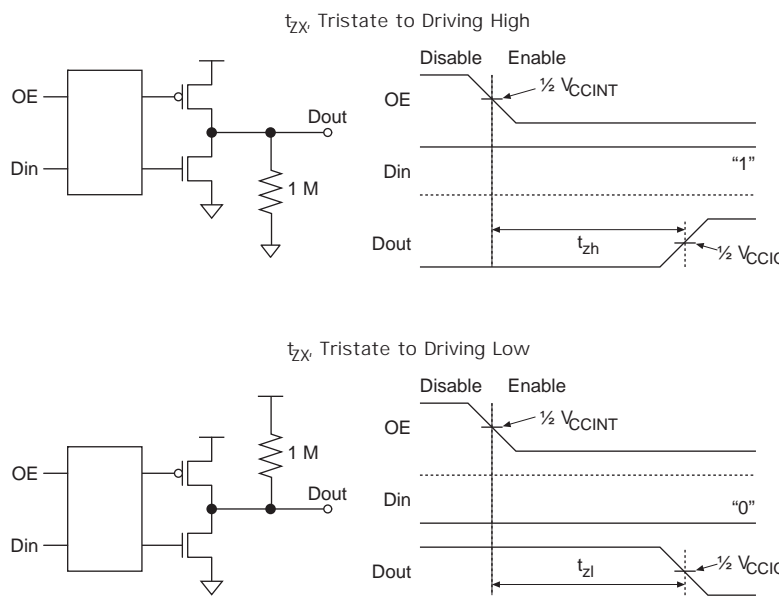 tZX, Tristate to Driving High
Disable Enable
OE
½ VCCINT
OE
Dout
Din
Din
"1"
1 M
Dout
tzh
½ VCCIO
tZX, Tristate to Driving Low
Disable Enable
OE
½ VCCINT
1 M
OE
Dout
Din
"0"
Din
Dout
tzl
½ VCCIO